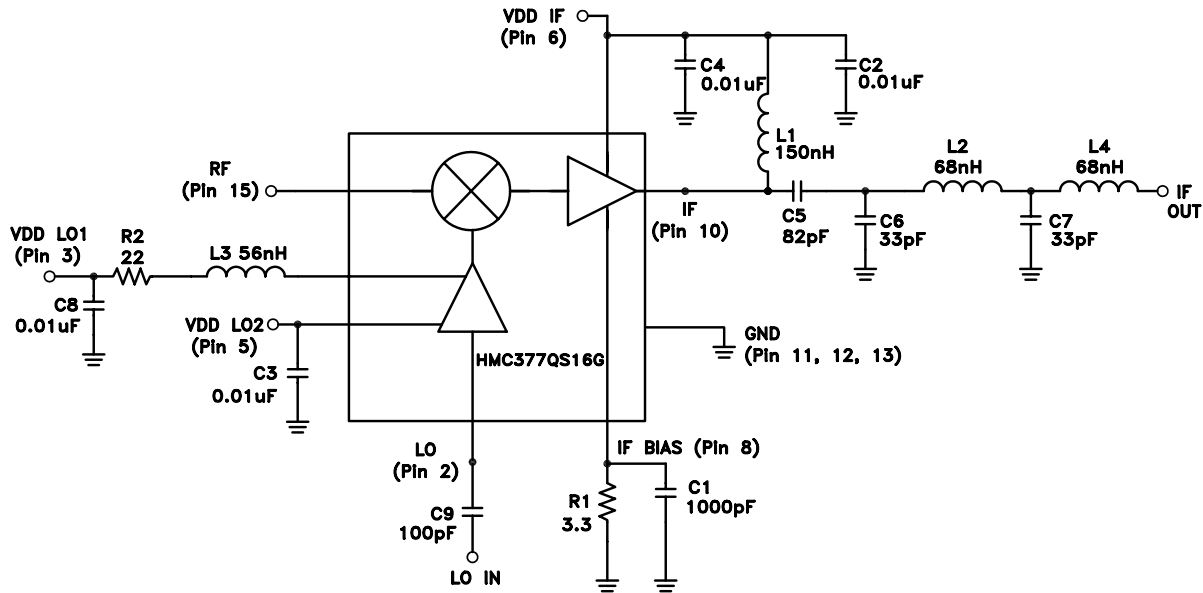 VDD IF
(Pin 6)
C4
0.01uF
C2
0.01uF
L1
150nH
RF
(Pin 15)
L2
68nH
L4
68nH
IF
OUT
IF
(Pin 10)
C5
82pF
C6
33pF
C7
33pF
VDD LO1
(Pin 3)
R2
22
L3 56nH
C8
0.01uF
VDD LO2
(Pin 5)
C3
0.01uF
HMC377QS16G
GND
(Pin 11, 12, 13)
LO
(Pin 2)
IF BIAS (Pin 8)
C9
100pF
LO IN
R1
3.3
C1
1000pF